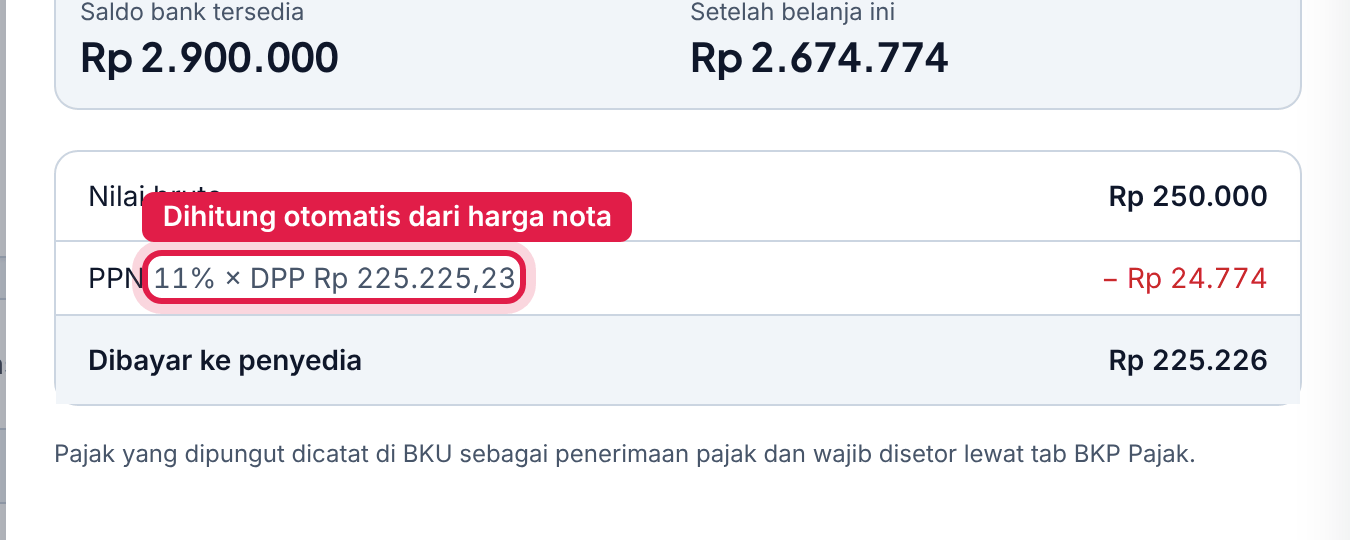 Saldo bank tersedia
Setelah belanja ini
Rp 2.900.000
Rp 2.674.774
Nilai
Rp 250.000
Dihitung otomatis dari harga nota
PPN 11% × DPP Rp 225.225,23
– Rp 24.774
Dibayar ke penyedia
Rp 225.226
Pajak yang dipungut dicatat di BKU sebagai penerimaan pajak dan wajib disetor lewat tab BKP Pajak.